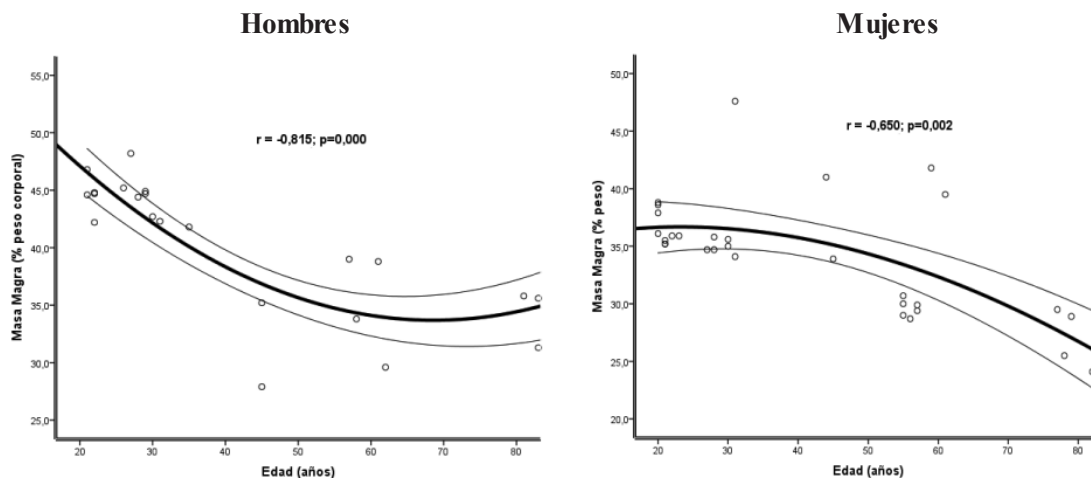 Hombres
55,0
50,0
45,0
40,0
35,0
30,0
25,0
Masa Magra (% peso corporal)
r = -0,815; p=0,000
20 30 40 50 60 70 80
Edad (años)
Mujeres
50,0
45,0
40,0
35,0
30,0
25,0
20,0
Masa Magra (% peso)
r = -0,650; p=0,002
20 30 40 50 60 70 80
Edad (años)